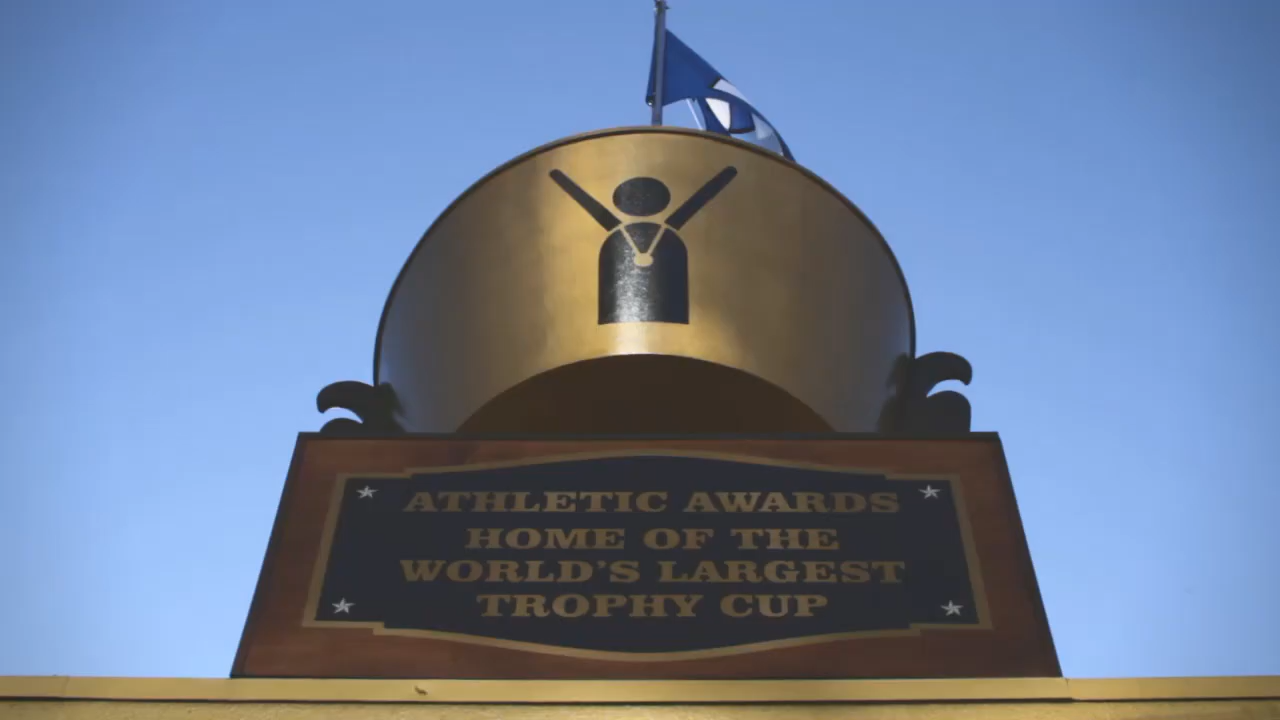 ATHLETIC AWARDS
HOME OF THE
WORLD'S LARGEST
TROPHY CUP